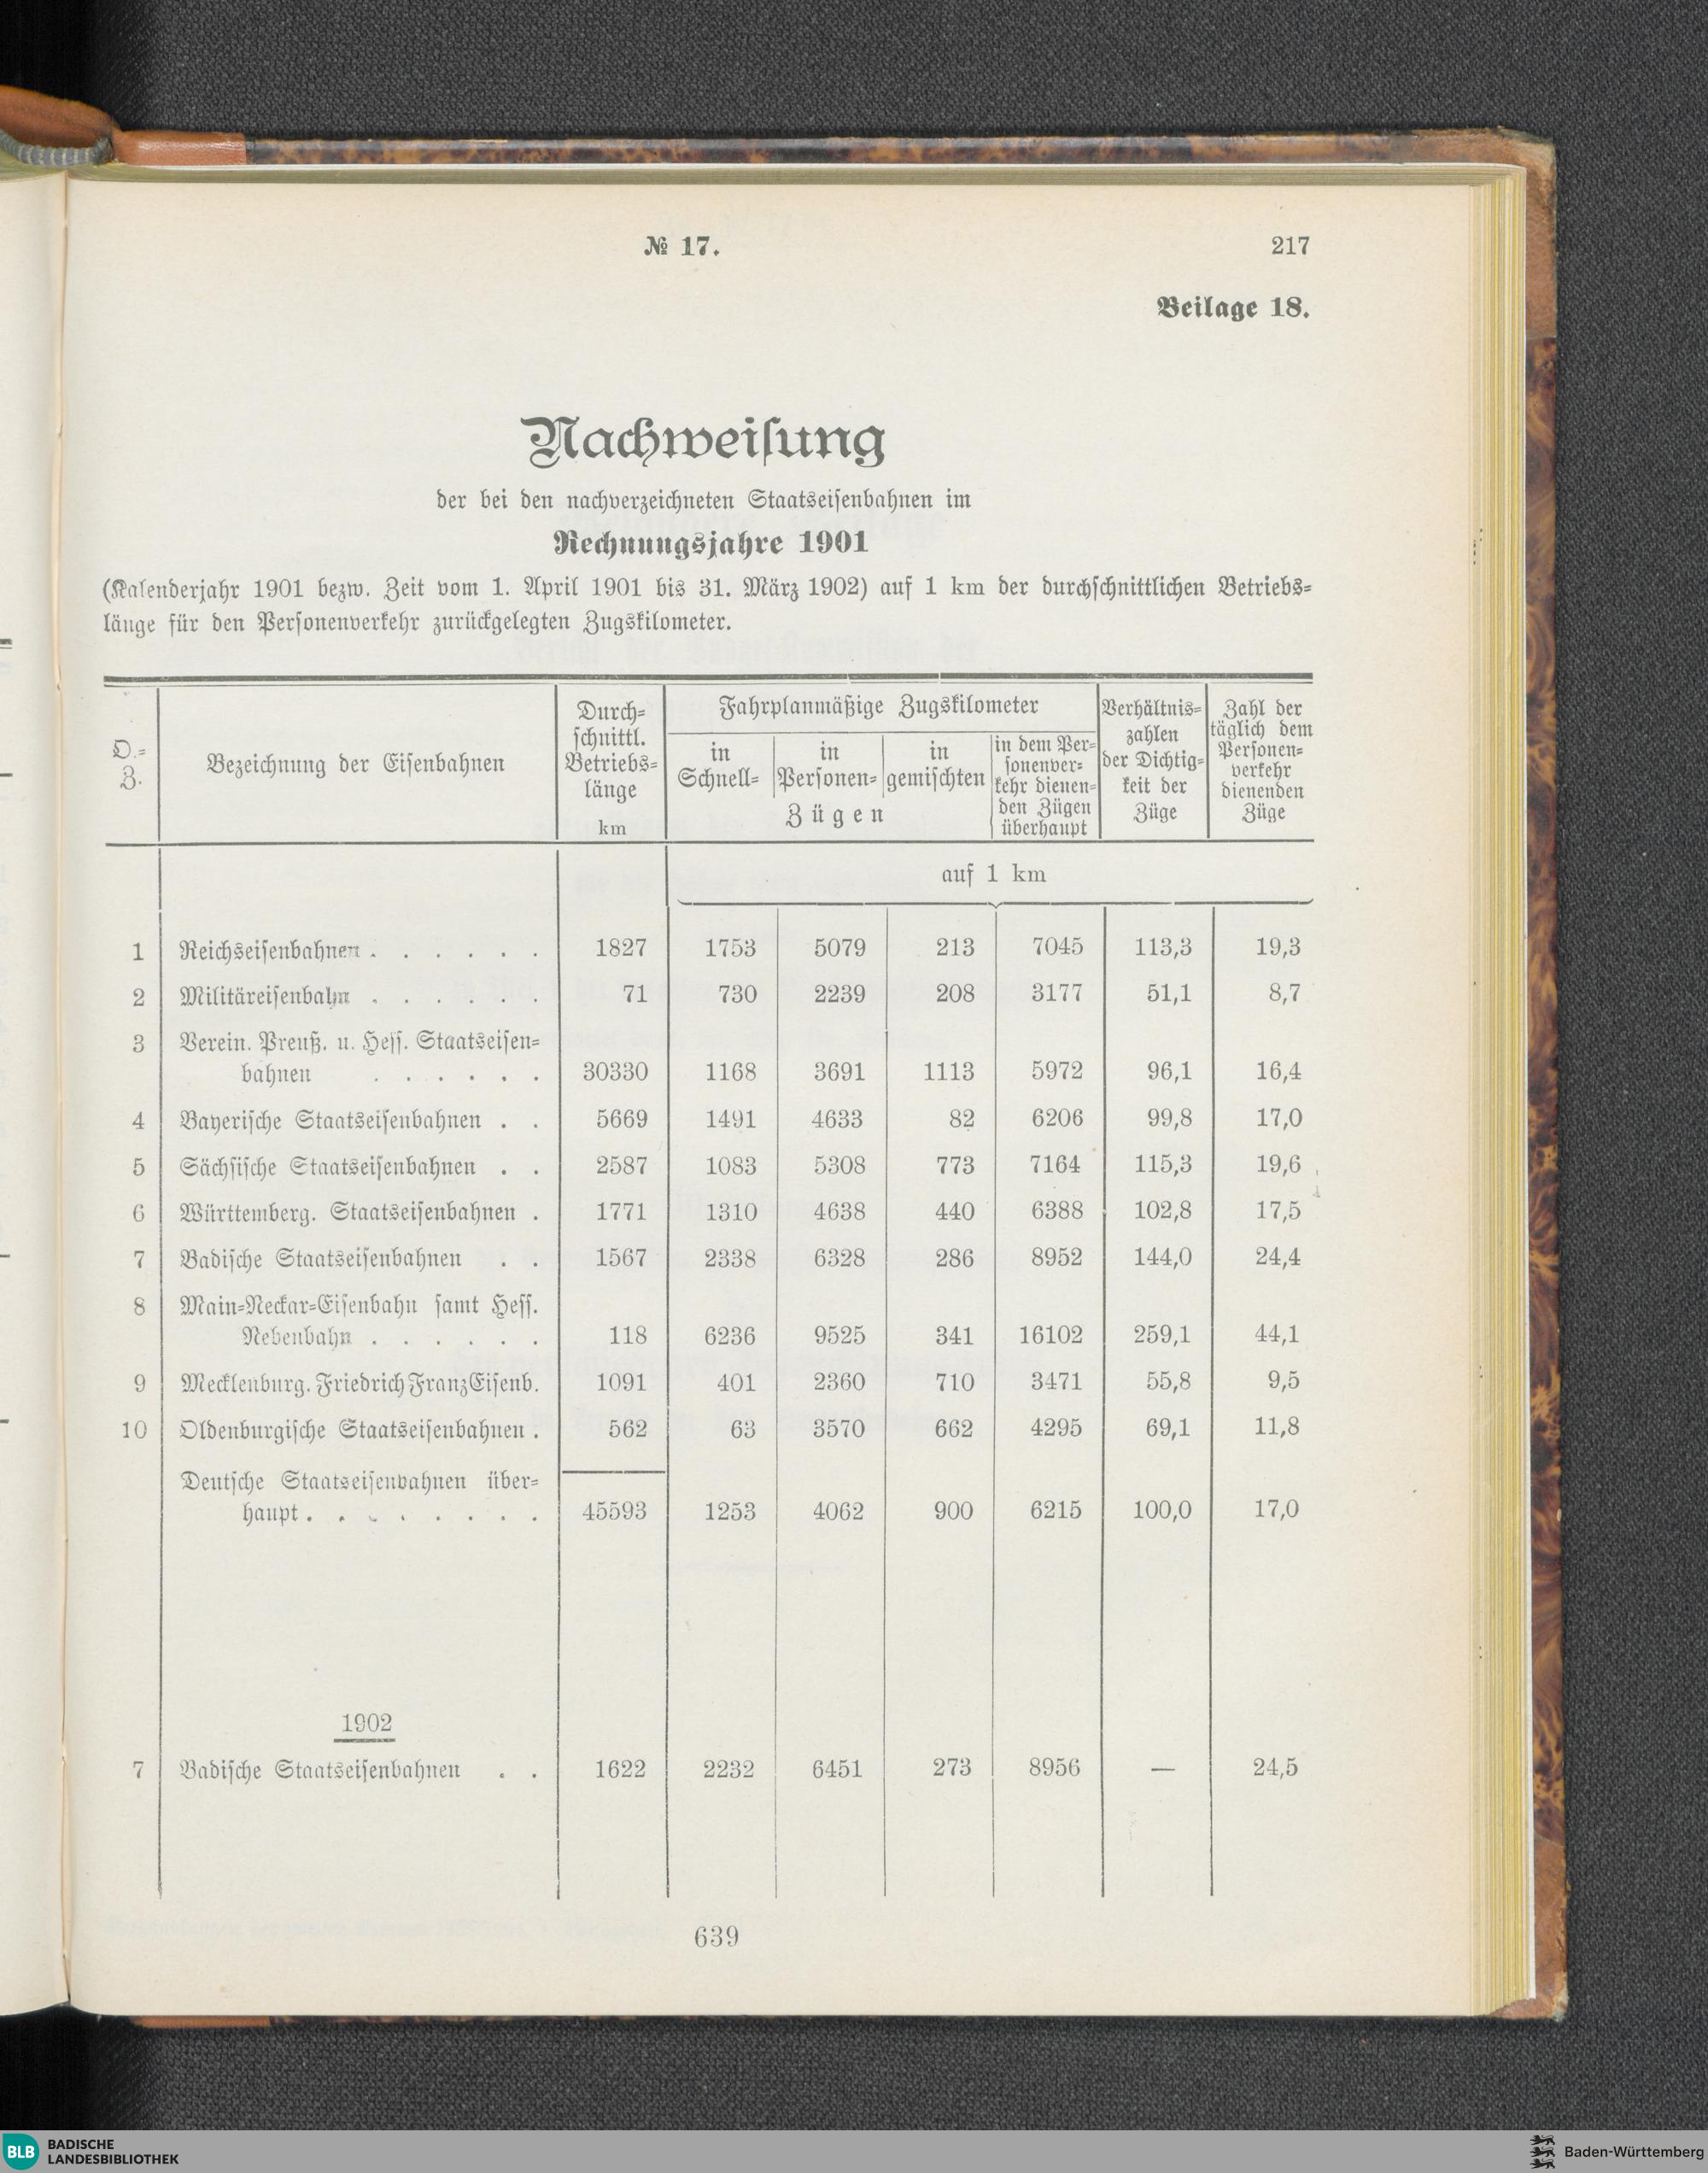 № 17.
217
Beilage 18.
Nachweiſung
der bei den nachverzeichneten Staatseiſenbahnen im
Rechnungsjahre 1901
(Kalenderjahr 1901 bezw. Zeit vom 1. April 1901 bis 31. März 1902) auf 1 km der durchſchnittlichen Betriebs-
länge für den Perſonenverkehr zurückgelegten Zugskilometer.
D.-
Z.
Bezeichnung der Eiſenbahnen
Durch-
ſchnittl.
Betriebs-
länge
km
Fahrplanmäßige Zugskilometer
in
Schnell-
in
Perſonen-
in
gemiſchten
Zügen
in dem Per-
ſonenver-
kehr dienen-
den Zügen
überhaupt
Verhältnis-
zahlen
der Dichtig-
keit der
Züge
Zahl der
täglich dem
Perſonen-
verkehr
dienenden
Züge
auf 1 km
1 Reichseiſenbahnen . . . . . . 1827 1753 5079 213 7045 113,3 19,3
2 Militäreiſenbahn . . . . . . 71 730 2239 208 3177 51,1 8,7
3 Verein. Preuß. u. Heſſ. Staatseiſen-
bahnen . . . . . . 30330 1168 3691 1113 5972 96,1 16,4
4 Bayeriſche Staatseiſenbahnen . . 5669 1491 4633 82 6206 99,8 17,0
5 Sächſiſche Staatseiſenbahnen . . 2587 1083 5308 773 7164 115,3 19,6
6 Württemberg. Staatseiſenbahnen . 1771 1310 4638 440 6388 102,8 17,5
7 Badiſche Staatseiſenbahnen . . 1567 2338 6328 286 8952 144,0 24,4
8 Main-Neckar-Eiſenbahn ſamt Heſſ.
Nebenbahn . . . . . . 118 6236 9525 341 16102 259,1 44,1
9 Mecklenburg. Friedrich Franz Eiſenb. 1091 401 2360 710 3471 55,8 9,5
10 Oldenburgiſche Staatseiſenbahnen . 562 63 3570 662 4295 69,1 11,8
Deutſche Staatseiſenbahnen über-
haupt . . . . . . . . 45593 1253 4062 900 6215 100,0 17,0
1902
7 Badiſche Staatseiſenbahnen . . 1622 2232 6451 273 8956 — 24,5
639
BLB BADISCHE
LANDESBIBLIOTHEK
Baden-Württemberg